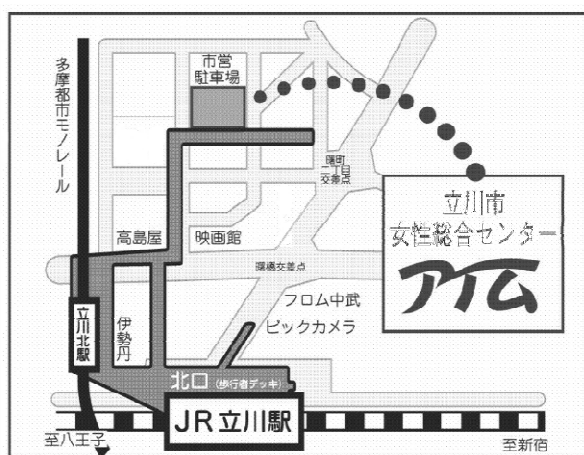 多摩都市モノレール
市営
駐車場
曙町
二丁目
交差点
立川市
女性総合センター
アイム
高島屋
映画館
曙橋交差点
フロム中武
ビックカメラ
伊勢丹
立川北駅
北口（歩行者デッキ）
JR立川駅
至八王子
至新宿